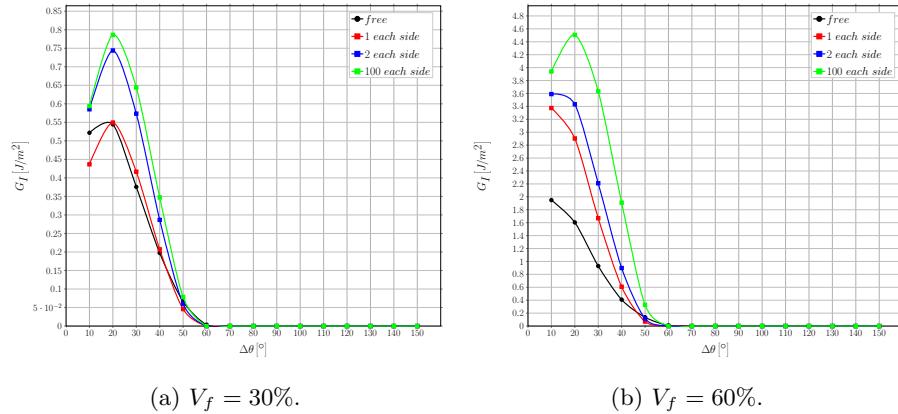 0.85
0.8
0.75
0.7
0.65
0.6
0.55
0.5
0.45
0.4
0.35
0.3
0.25
0.2
0.15
0.1
5 · 10⁻²
0
G_I [J/m²]
10 20 30 40 50 60 70 80 90 100 110 120 130 140 150
Δθ [°]
free
1 each side
2 each side
100 each side
(a) V_f = 30%.
4.8
4.6
4.4
4.2
4
3.8
3.6
3.4
3.2
3
2.8
2.6
2.4
2.2
2
1.8
1.6
1.4
1.2
1
0.8
0.6
0.4
0.2
0
G_I [J/m²]
10 20 30 40 50 60 70 80 90 100 110 120 130 140 150
Δθ [°]
free
1 each side
2 each side
100 each side
(b) V_f = 60%.